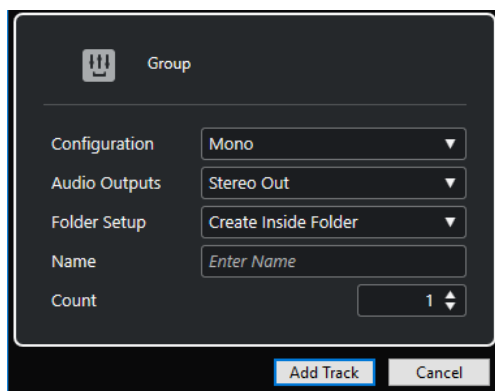 Group
Configuration Mono
Audio Outputs Stereo Out
Folder Setup Create Inside Folder
Name Enter Name
Count 1
Add Track Cancel